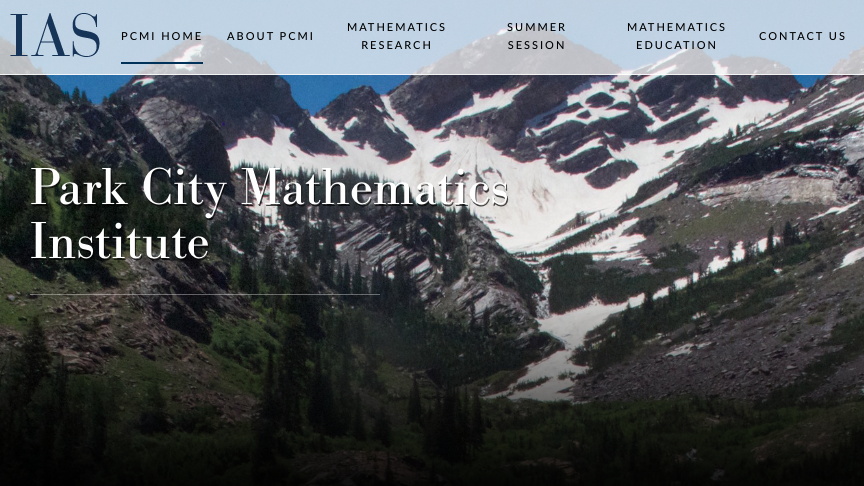 IAS
PCMI HOME
ABOUT PCMI
MATHEMATICS
RESEARCH
SUMMER
SESSION
MATHEMATICS
EDUCATION
CONTACT US
Park City Mathematics
Institute